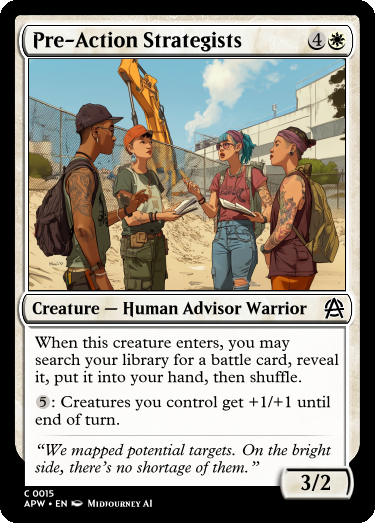 Pre-Action Strategists 4
Creature — Human Advisor Warrior
When this creature enters, you may
search your library for a battle card, reveal
it, put it into your hand, then shuffle.
5: Creatures you control get +1/+1 until
end of turn.
“We mapped potential targets. On the bright
side, there’s no shortage of them.”
3/2
C 0015
APW • EN Midjourney AI